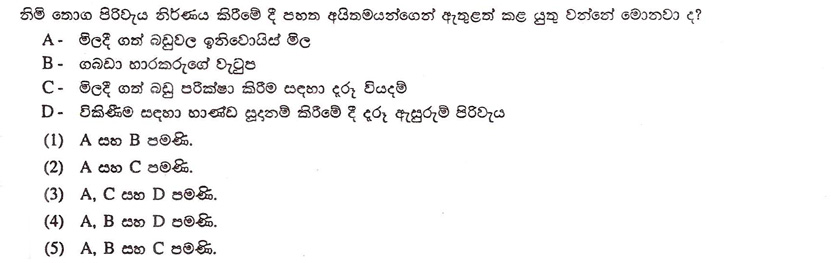 නිමි තොග පිරිවැය නිර්ණය කිරීමේ දී පහත අයිතමයන්ගෙන් ඇතුළත් කළ යුතු වන්නේ මොනවා ද?
A - මිලදී ගත් බඩුවල ඉනිවොයිස් මිල
B - ගබඩා භාරකරුගේ වැටුප
C - මිලදී ගත් බඩු පරීක්ෂා කිරීම සඳහා දරූ වියදම්
D - විකිණීම සඳහා භාණ්ඩ සූදානම් කිරීමේ දී දරූ ඇසුරුම් පිරිවැය
(1) A සහ B පමණි.
(2) A සහ C පමණි.
(3) A, C සහ D පමණි.
(4) A, B සහ D පමණි.
(5) A, B සහ C පමණි.